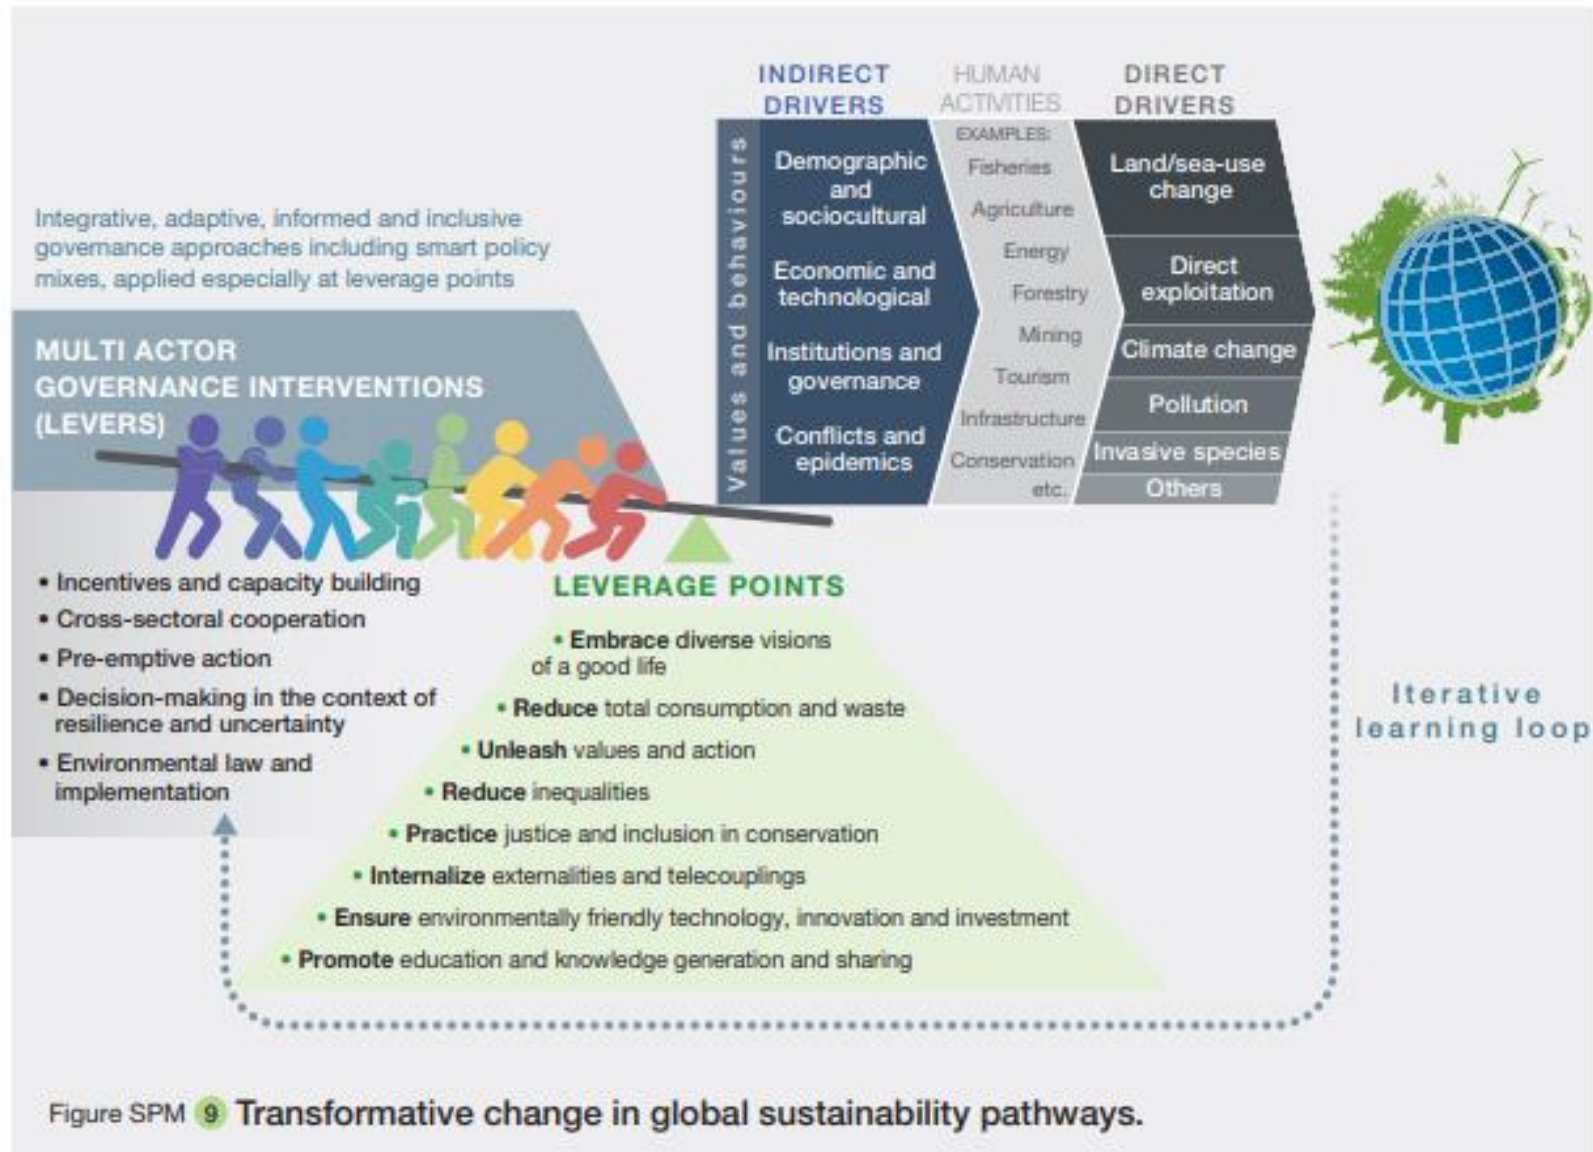 INDIRECT
DRIVERS
HUMAN
ACTIVITIES
DIRECT
DRIVERS
Values and behaviours
Demographic
and
sociocultural
Economic and
technological
Institutions and
governance
Conflicts and
epidemics
EXAMPLES:
Fisheries
Agriculture
Energy
Forestry
Mining
Tourism
Infrastructure
Conservation
etc.
Land/sea-use
change
Direct
exploitation
Climate change
Pollution
Invasive species
Others
Integrative, adaptive, informed and inclusive
governance approaches including smart policy
mixes, applied especially at leverage points
MULTI ACTOR
GOVERNANCE INTERVENTIONS
(LEVERS)
• Incentives and capacity building
• Cross-sectoral cooperation
• Pre-emptive action
• Decision-making in the context of
resilience and uncertainty
• Environmental law and
implementation
LEVERAGE POINTS
• Embrace diverse visions
of a good life
• Reduce total consumption and waste
• Unleash values and action
• Reduce inequalities
• Practice justice and inclusion in conservation
• Internalize externalities and telecouplings
• Ensure environmentally friendly technology, innovation and investment
• Promote education and knowledge generation and sharing
Iterative
learning loop
Figure SPM 9 Transformative change in global sustainability pathways.